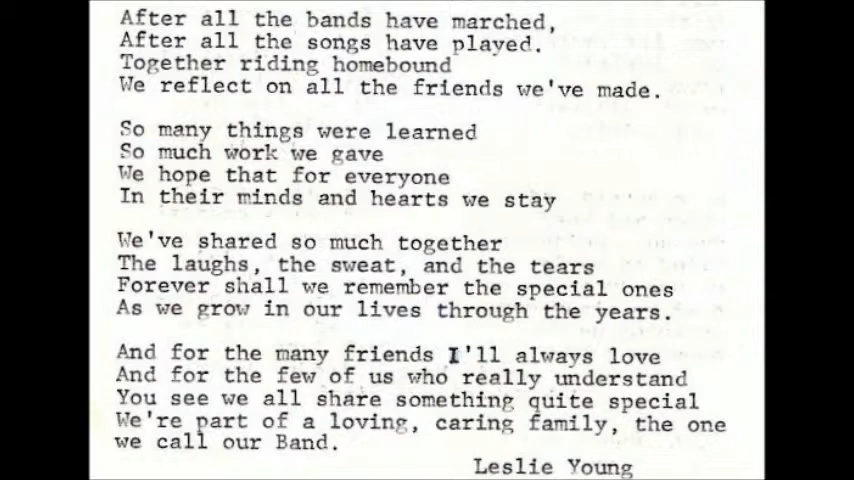 After all the bands have marched,
After all the songs have played.
Together riding homebound
We reflect on all the friends we've made.
So many things were learned
So much work we gave
We hope that for everyone
In their minds and hearts we stay
We've shared so much together
The laughs, the sweat, and the tears
Forever shall we remember the special ones
As we grow in our lives through the years.
And for the many friends I'll always love
And for the few of us who really understand
You see we all share something quite special
We're part of a loving, caring family, the one
we call our Band.
Leslie Young